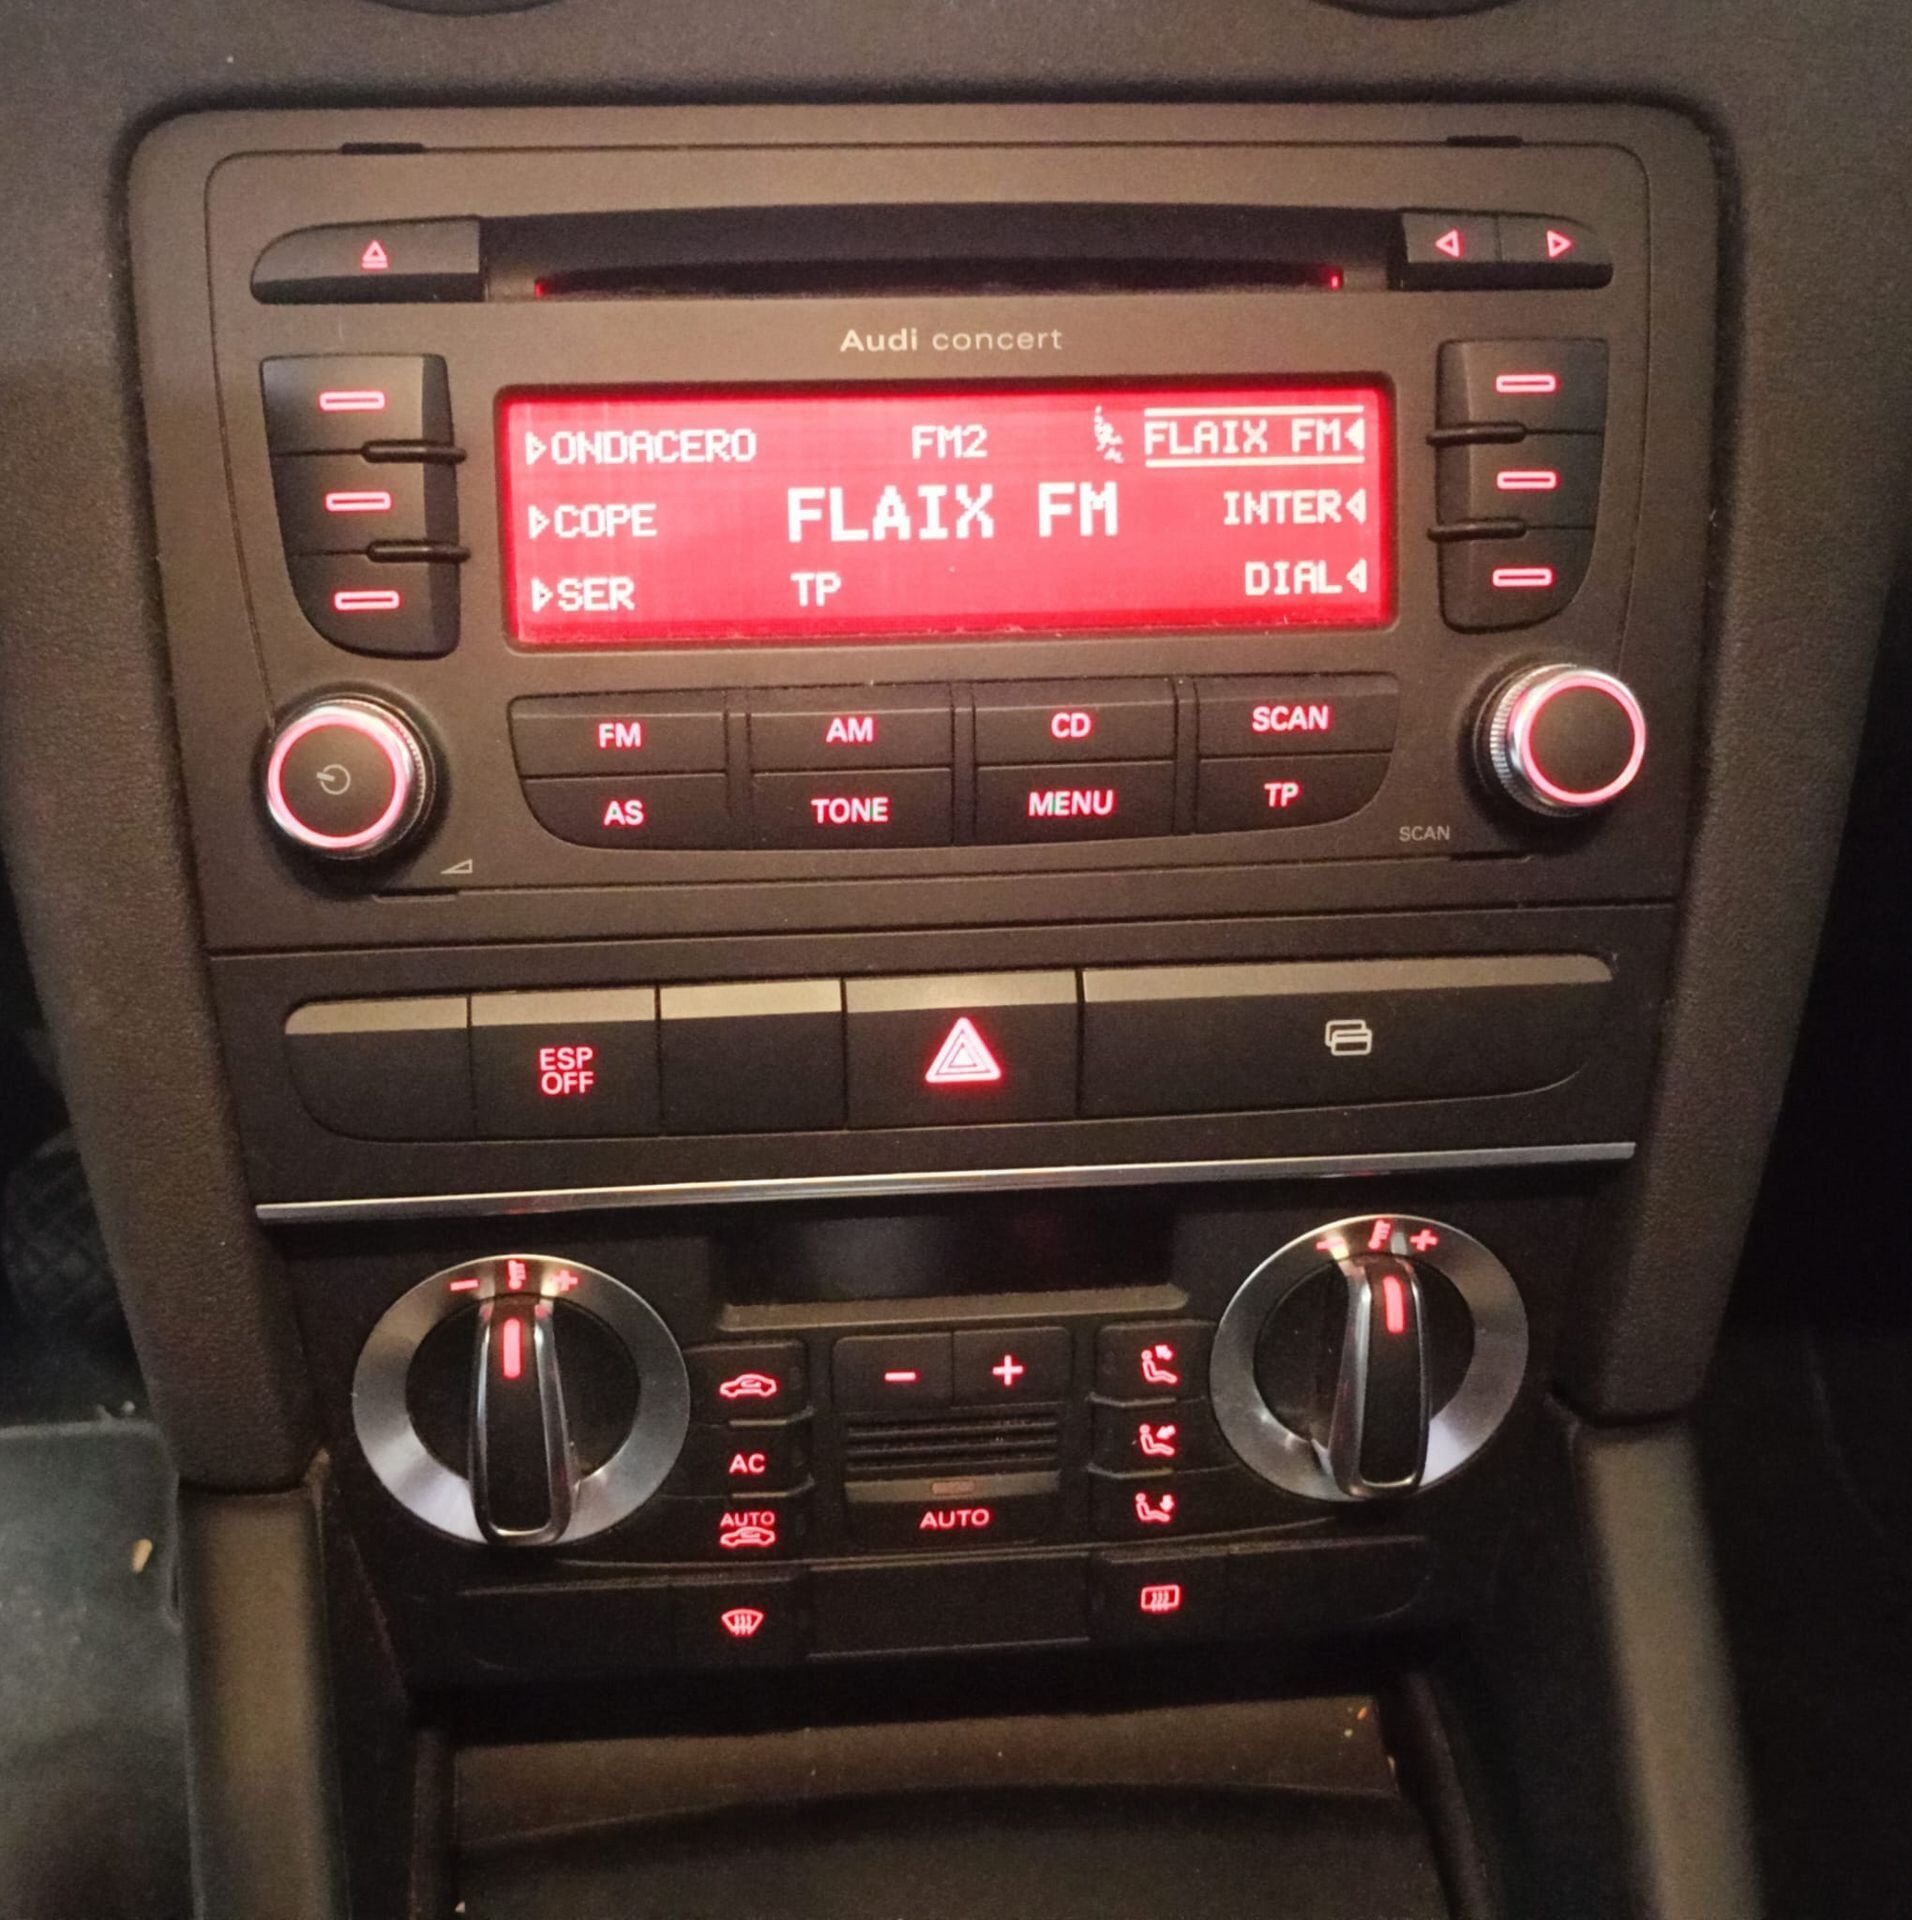 Audi concert
ONDACERO FM2 FLAIX FM
COPE FLAIX FM INTER
SER TP DIAL
FM AM CD SCAN
AS TONE MENU TP
SCAN
ESP
OFF
- +
- +
- +
AC
AUTO
AUTO